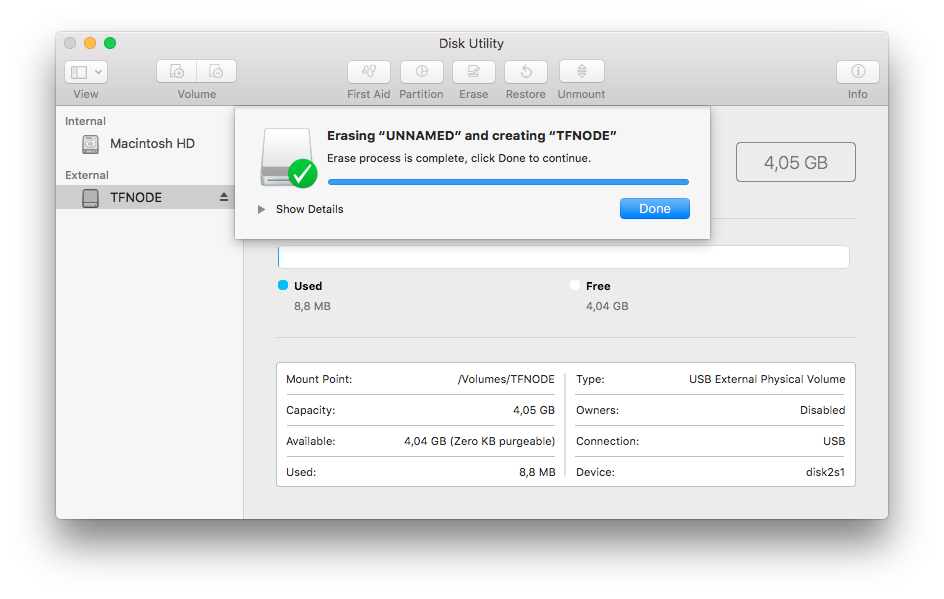 Disk Utility
View
Volume
First Aid
Partition
Erase
Restore
Unmount
Info
Internal
Macintosh HD
External
TFNODE
Erasing “UNNAMED” and creating “TFNODE”
Erase process is complete, click Done to continue.
Show Details
Done
4,05 GB
Used
8,8 MB
Free
4,04 GB
Mount Point: /Volumes/TFNODE
Capacity: 4,05 GB
Available: 4,04 GB (Zero KB purgeable)
Used: 8,8 MB
Type: USB External Physical Volume
Owners: Disabled
Connection: USB
Device: disk2s1